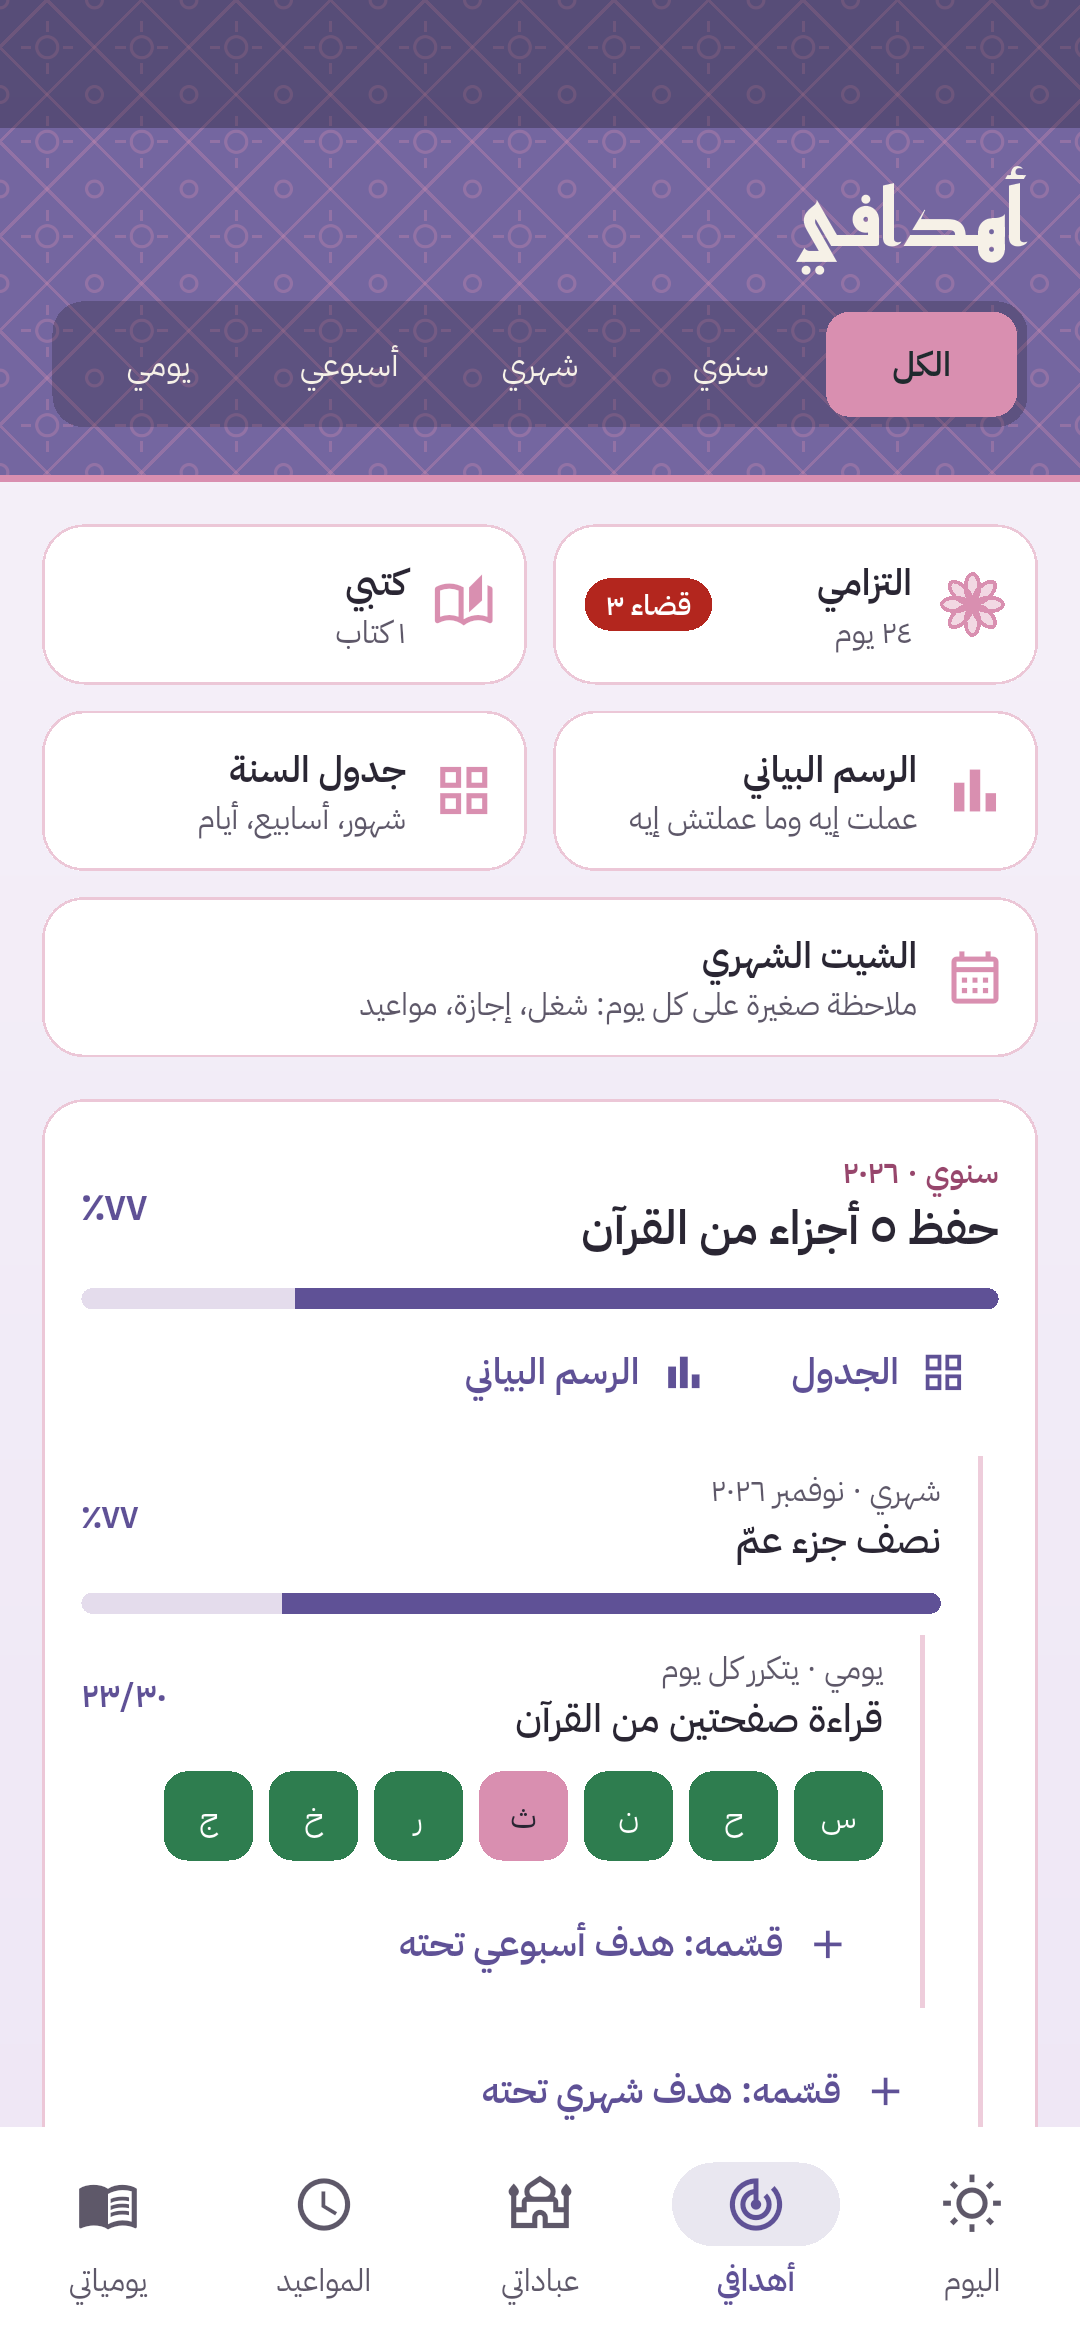 أهدافي
الكل سنوي شهري أسبوعي يومي
التزامي
٢٤ يوم
قضاء ٣
كتبي
١ كتاب
الرسم البياني
عملت إيه وما عملتش إيه
جدول السنة
شهور، أسابيع، أيام
الشيت الشهري
ملاحظة صغيرة على كل يوم: شغل، إجازة، مواعيد
سنوي · ٢٠٢٦
حفظ ٥ أجزاء من القرآن
٧٧٪
الجدول
الرسم البياني
شهري · نوفمبر ٢٠٢٦
نصف جزء عمّ
٧٧٪
يومي · يتكرر كل يوم
قراءة صفحتين من القرآن
٢٣/٣٠
س ح ن ث ر خ ج
+ قسّمه: هدف أسبوعي تحته
+ قسّمه: هدف شهري تحته
اليوم أهدافي عباداتي المواعيد يومياتي